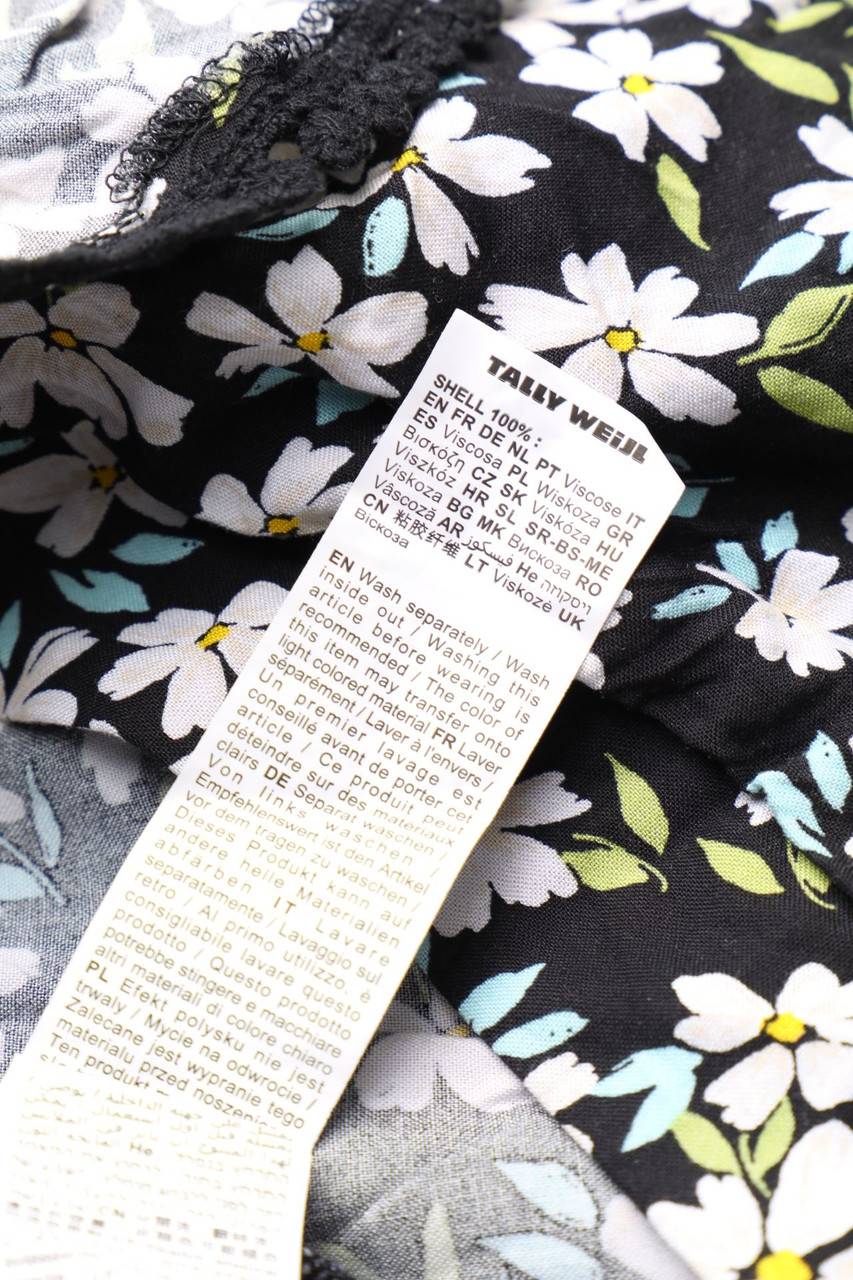 TALLY WEiJL
SHELL 100% :
EN FR DE NL PT Viscose IT
ES Viscosa PL Wiskoza GR
Βισκόζη CZ SK Viskóza HU
Viszkóz HR SL SR-BS-ME
Viskoza BG MK Вискоза RO
Vâscoză AR فيسكوز He ויסקוזה
CN 粘胶纤维 LT Viskozė UK
Віскоза
EN Wash separately / Wash
inside out / Washing this
article before wearing is
recommended / The color of
this item may transfer onto
light colored material FR Laver
séparément / Laver à l'envers /
Un premier lavage est
conseillé avant de porter cet
article / Ce produit peut
déteindre sur des materiaux
clairs DE Separat waschen /
Von links waschen /
Empfehlenswert ist den Artikel
vor dem tragen zu waschen /
Dieses Produkt kann auf
andere helle Materialien
abfärben IT Lavare
separatamente / Lavaggio sul
retro / Al primo utilizzo, è
consigliabile lavare questo
prodotto / Questo prodotto
potrebbe stingere e macchiare
altri materiali di colore chiaro
PL Efekt polysku nie jest
trwaly / Mycie na odwrocie /
Zalecane jest wypranie tego
materialu przed noszeniem /
Ten produkt
He